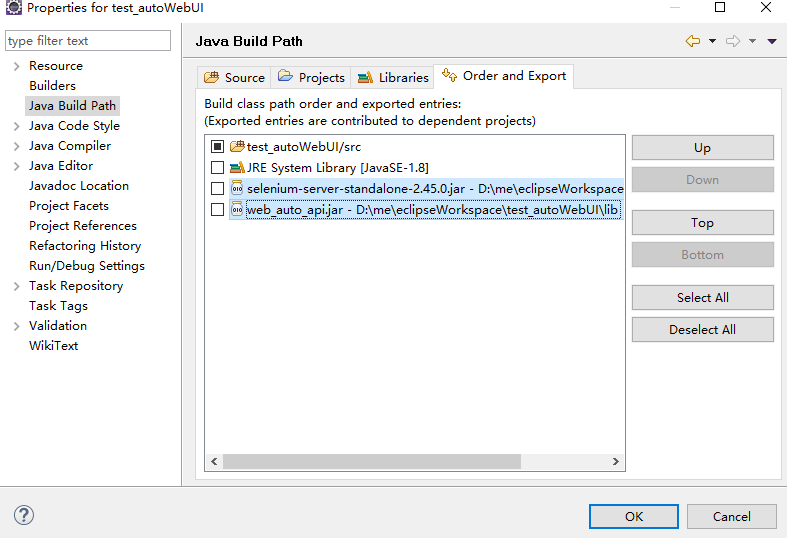 Properties for test_autoWebUI
type filter text
Resource
Builders
Java Build Path
Java Code Style
Java Compiler
Java Editor
Javadoc Location
Project Facets
Project References
Refactoring History
Run/Debug Settings
Task Repository
Task Tags
Validation
WikiText
Java Build Path
Source
Projects
Libraries
Order and Export
Build class path order and exported entries:
(Exported entries are contributed to dependent projects)
test_autoWebUI/src
JRE System Library [JavaSE-1.8]
selenium-server-standalone-2.45.0.jar - D:\me\eclipseWorkspace
web_auto_api.jar - D:\me\eclipseWorkspace\test_autoWebUI\lib
Up
Down
Top
Bottom
Select All
Deselect All
OK
Cancel